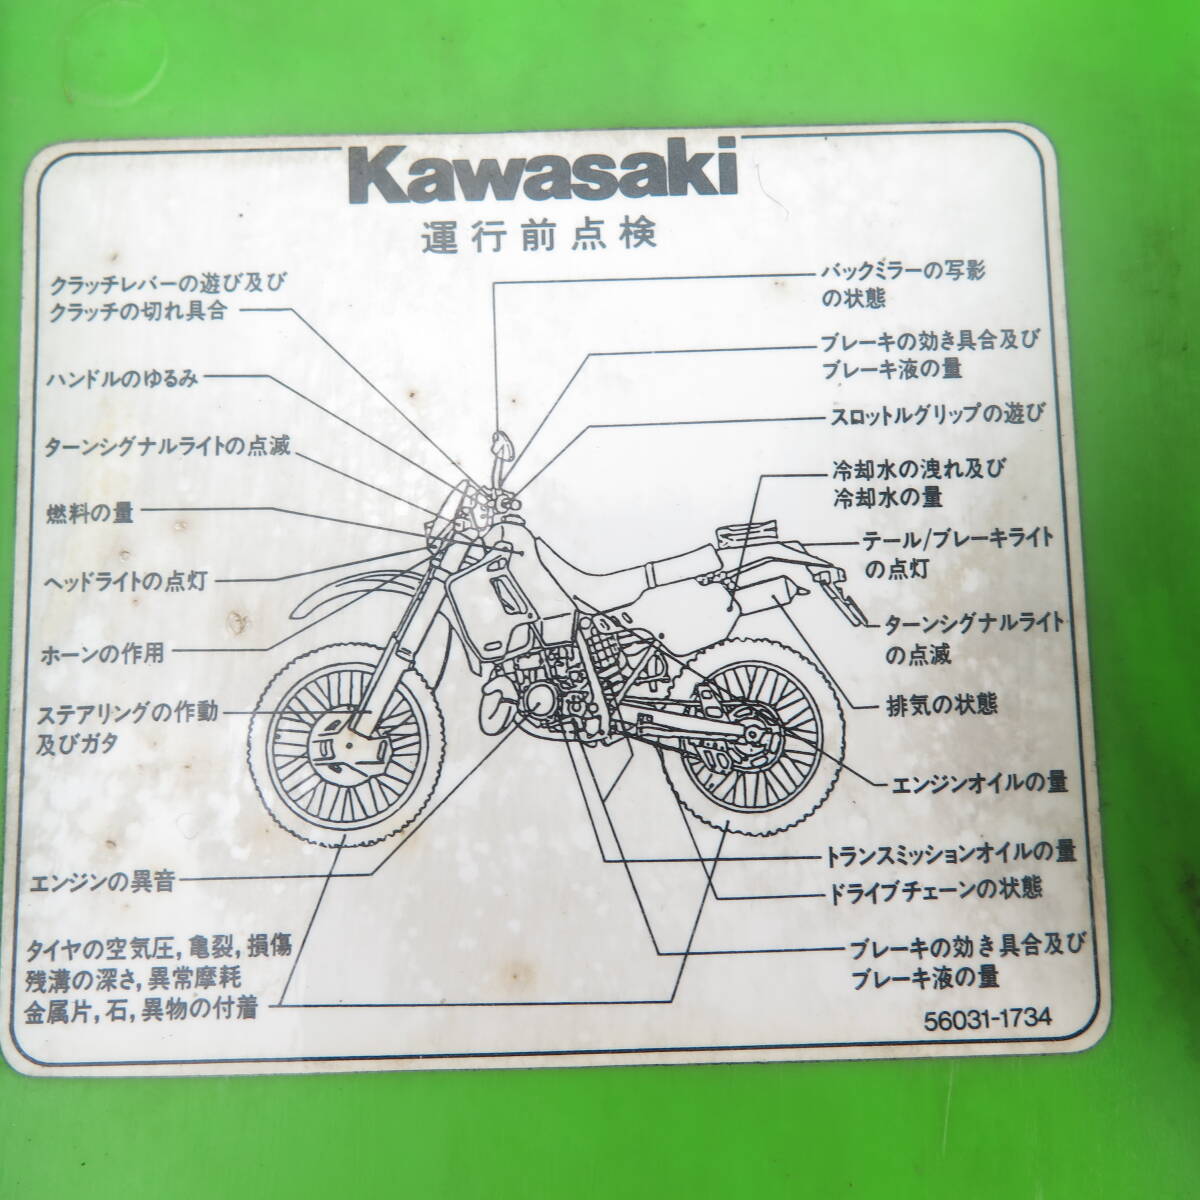 Kawasaki
運行前点検
クラッチレバーの遊び及び
クラッチの切れ具合
ハンドルのゆるみ
ターンシグナルライトの点滅
燃料の量
ヘッドライトの点灯
ホーンの作用
ステアリングの作動
及びガタ
エンジンの異音
タイヤの空気圧,亀裂,損傷
残溝の深さ,異常摩耗
金属片,石,異物の付着
バックミラーの写影
の状態
ブレーキの効き具合及び
ブレーキ液の量
スロットルグリップの遊び
冷却水の洩れ及び
冷却水の量
テール/ブレーキライト
の点灯
ターンシグナルライト
の点滅
排気の状態
エンジンオイルの量
トランスミッションオイルの量
ドライブチェーンの状態
ブレーキの効き具合及び
ブレーキ液の量
56031-1734